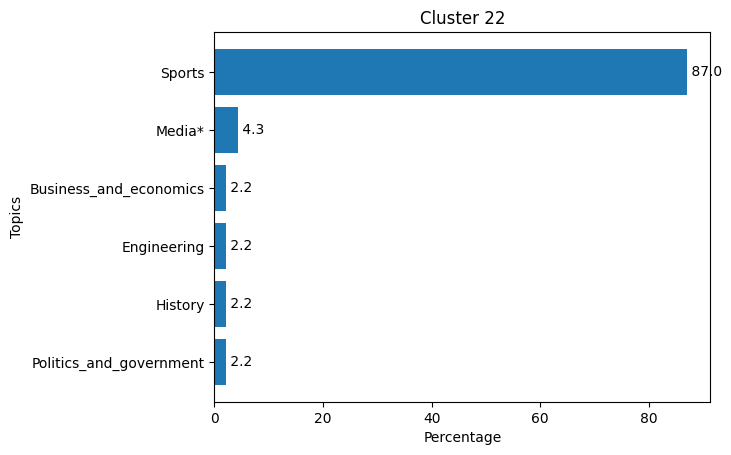 Cluster 22
Topics
Sports 87.0
Media* 4.3
Business_and_economics 2.2
Engineering 2.2
History 2.2
Politics_and_government 2.2
0 20 40 60 80
Percentage